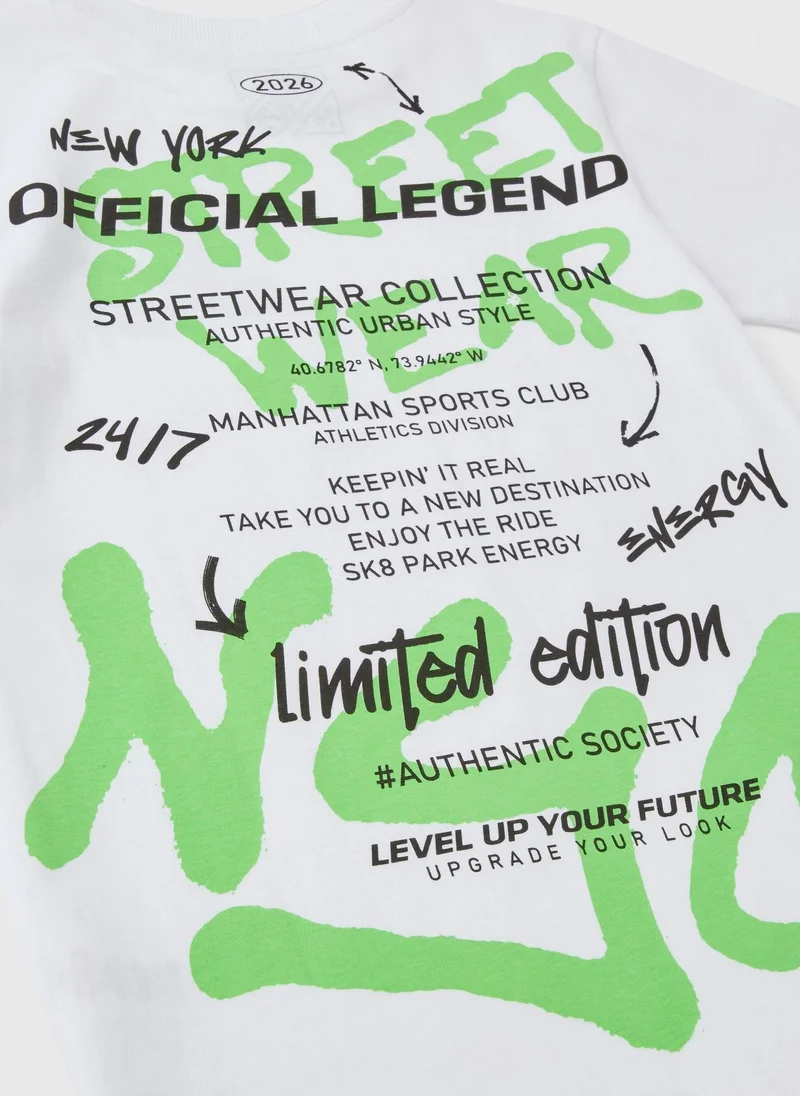 2026
NEW YORK
STREET
OFFICIAL LEGEND
WEAR
STREETWEAR COLLECTION
AUTHENTIC URBAN STYLE
40.6782° N, 73.9442° W
MANHATTAN SPORTS CLUB
ATHLETICS DIVISION
24/7
KEEPIN' IT REAL
TAKE YOU TO A NEW DESTINATION
ENJOY THE RIDE
SK8 PARK ENERGY
ENERGY
limited edition
#AUTHENTIC SOCIETY
LEVEL UP YOUR FUTURE
UPGRADE YOUR LOOK